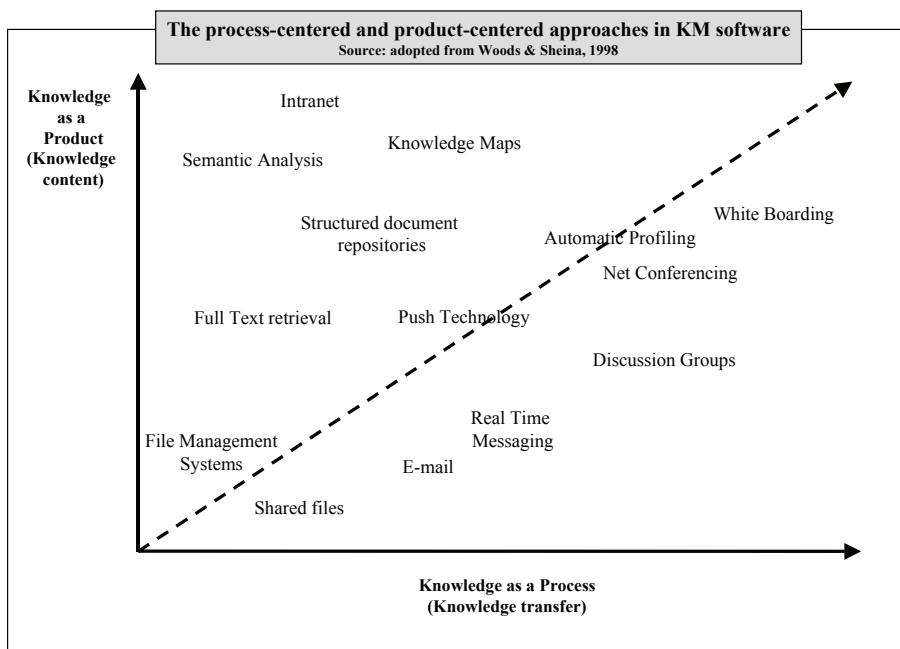 The process-centered and product-centered approaches in KM software
Source: adopted from Woods & Sheina, 1998
Knowledge
as a
Product
(Knowledge
content)
Intranet
Knowledge Maps
Semantic Analysis
White Boarding
Structured document
repositories
Automatic Profiling
Net Conferencing
Full Text retrieval
Push Technology
Discussion Groups
Real Time
Messaging
File Management
Systems
E-mail
Shared files
Knowledge as a Process
(Knowledge transfer)